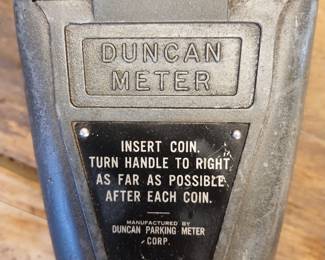 DUNCAN
METER
INSERT COIN.
TURN HANDLE TO RIGHT
AS FAR AS POSSIBLE
AFTER EACH COIN.
MANUFACTURED BY
DUNCAN PARKING METER
CORP.